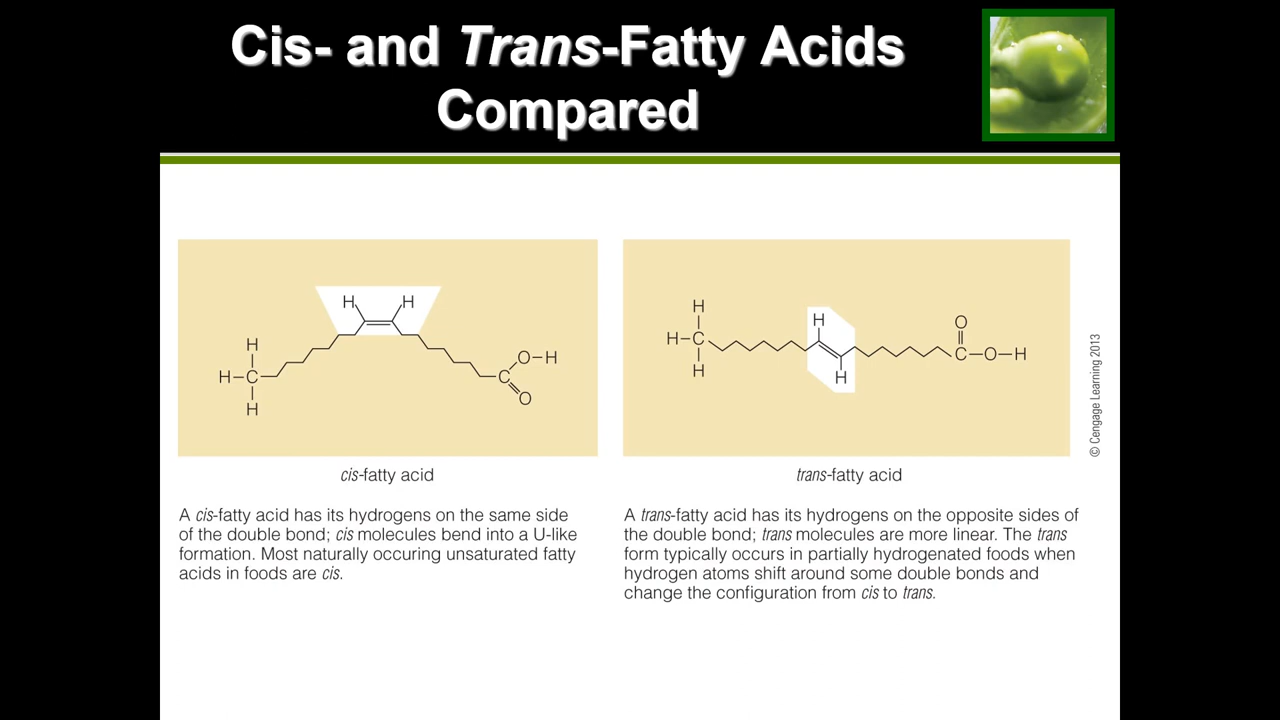 Cis- and Trans-Fatty Acids
Compared
H H
H
H-C
H
O-H
C
O
H
H-C
H
H
H
O
C-O-H
© Cengage Learning 2013
cis-fatty acid
A cis-fatty acid has its hydrogens on the same side
of the double bond; cis molecules bend into a U-like
formation. Most naturally occuring unsaturated fatty
acids in foods are cis.
trans-fatty acid
A trans-fatty acid has its hydrogens on the opposite sides of
the double bond; trans molecules are more linear. The trans
form typically occurs in partially hydrogenated foods when
hydrogen atoms shift around some double bonds and
change the configuration from cis to trans.